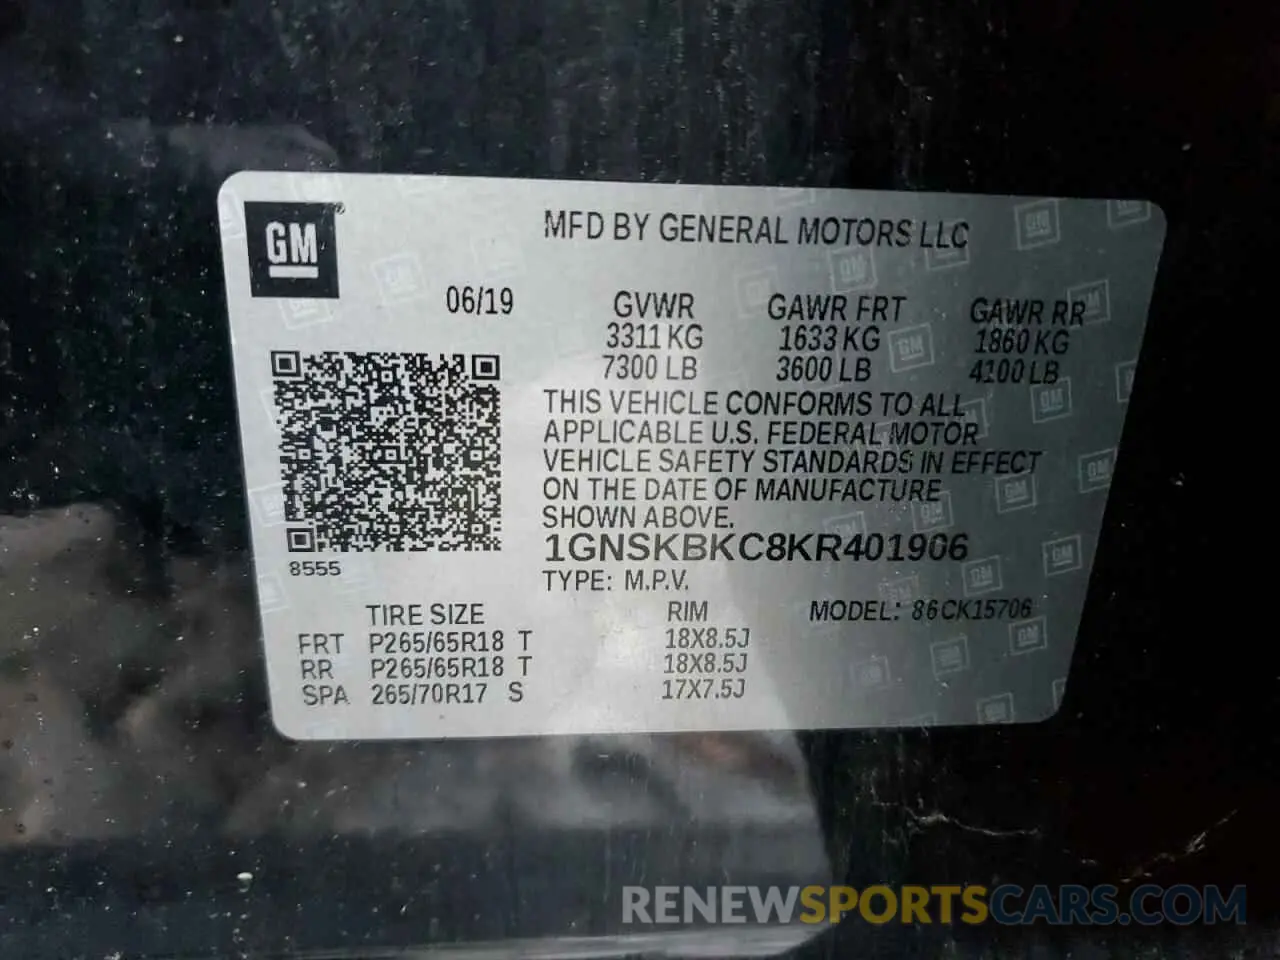 GM®
MFD BY GENERAL MOTORS LLC
06/19
GVWR GAWR FRT GAWR RR
3311 KG 1633 KG 1860 KG
7300 LB 3600 LB 4100 LB
THIS VEHICLE CONFORMS TO ALL
APPLICABLE U.S. FEDERAL MOTOR
VEHICLE SAFETY STANDARDS IN EFFECT
ON THE DATE OF MANUFACTURE
SHOWN ABOVE.
1GNSKBKC8KR401906
8555
TYPE: M.P.V.
TIRE SIZE RIM MODEL: 86CK15706
FRT P265/65R18 T 18X8.5J
RR P265/65R18 T 18X8.5J
SPA 265/70R17 S 17X7.5J
RENEWSPORTSCARS.COM